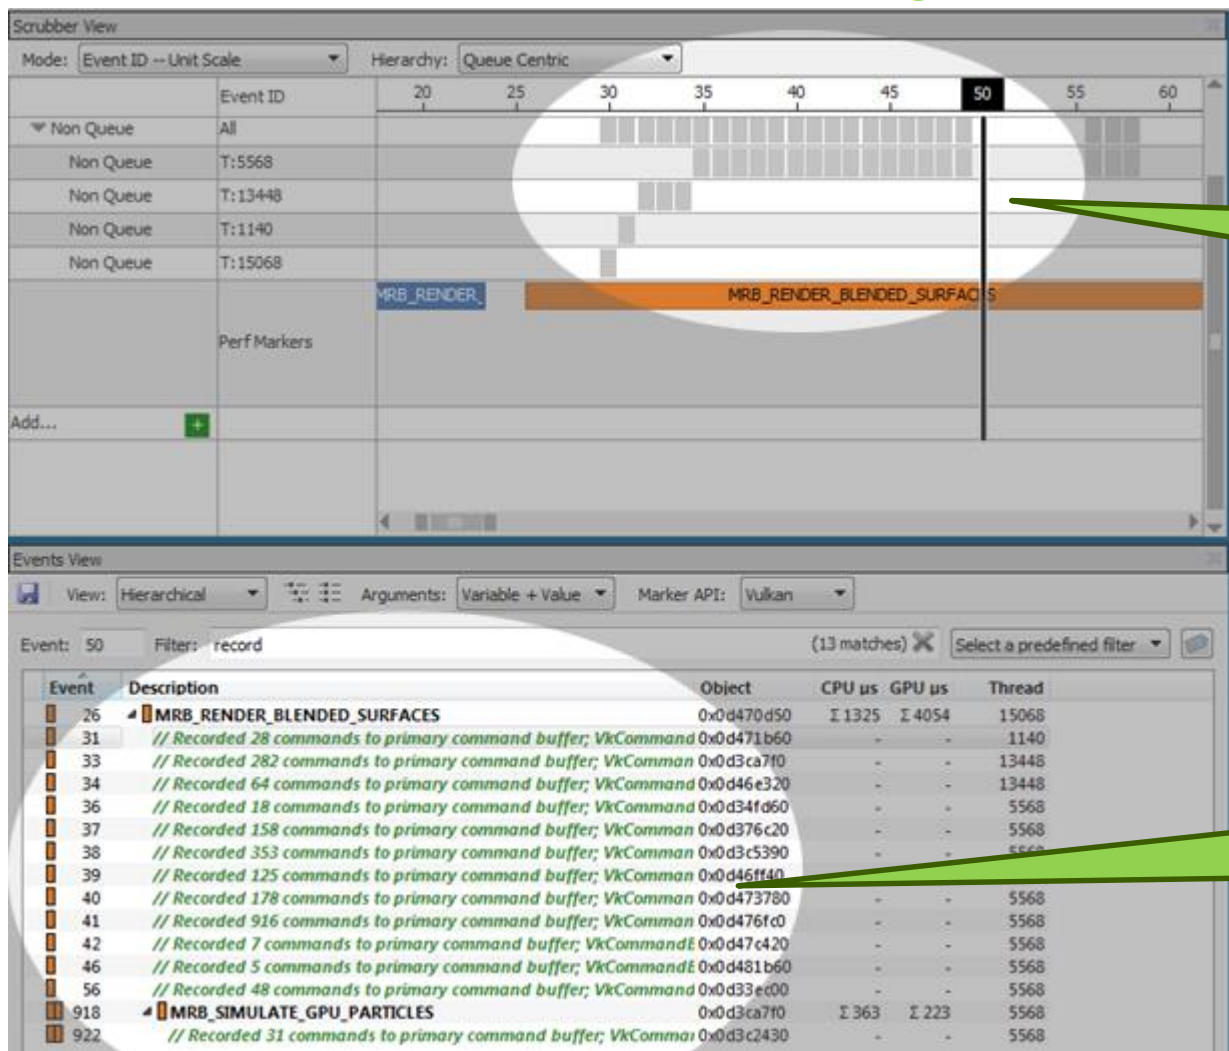 Scrubber View
Mode: Event ID -- Unit Scale Hierarchy: Queue Centric
Event ID 20 25 30 35 40 45 50 55 60
Non Queue All
Non Queue T:5568
Non Queue T:13448
Non Queue T:1140
Non Queue T:15068
MRB_RENDER_ MRB_RENDER_BLENDED_SURFACES
Perf Markers
Add...
Events View
View: Hierarchical Arguments: Variable + Value Marker API: Vulkan
Event: 50 Filter: record (13 matches) Select a predefined filter
Event Description Object CPU µs GPU µs Thread
26 MRB_RENDER_BLENDED_SURFACES 0x0d470d50 Σ 1325 Σ 4054 15068
31 // Recorded 28 commands to primary command buffer; VkCommand 0x0d471b60 - - 1140
33 // Recorded 282 commands to primary command buffer; VkComman 0x0d3ca7f0 - - 13448
34 // Recorded 64 commands to primary command buffer; VkCommand 0x0d46e320 - - 13448
36 // Recorded 18 commands to primary command buffer; VkCommand 0x0d34fd60 - - 5568
37 // Recorded 158 commands to primary command buffer; VkComman 0x0d376c20 - - 5568
38 // Recorded 353 commands to primary command buffer; VkComman 0x0d3c5390 - - 5568
39 // Recorded 125 commands to primary command buffer; VkComman 0x0d46ff40
40 // Recorded 178 commands to primary command buffer; VkComman 0x0d473780 - - 5568
41 // Recorded 916 commands to primary command buffer; VkComman 0x0d476fc0 - - 5568
42 // Recorded 7 commands to primary command buffer; VkCommandE 0x0d47c420 - - 5568
46 // Recorded 5 commands to primary command buffer; VkCommandE 0x0d481b60 - - 5568
56 // Recorded 48 commands to primary command buffer; VkCommand 0x0d33ec00 - - 5568
918 MRB_SIMULATE_GPU_PARTICLES 0x0d3ca7f0 Σ 363 Σ 223 5568
922 // Recorded 31 commands to primary command buffer; VkComman 0x0d3c2430 - - 5568